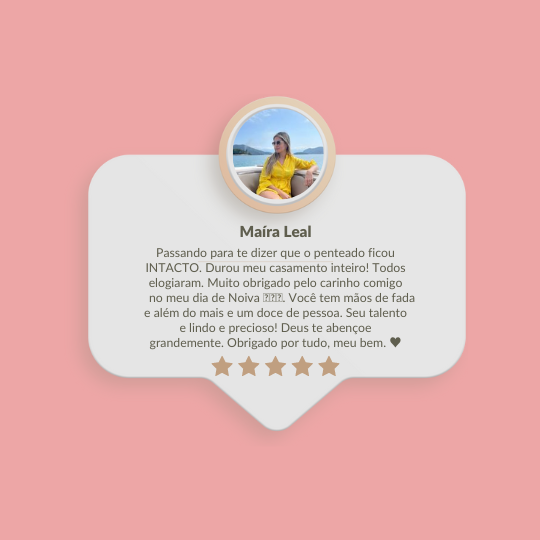 Maíra Leal
Passando para te dizer que o penteado ficou
INTACTO. Durou meu casamento inteiro! Todos
elogiaram. Muito obrigado pelo carinho comigo
no meu dia de Noiva. Você tem mãos de fada
e além do mais e um doce de pessoa. Seu talento
e lindo e precioso! Deus te abençoe
grandemente. Obrigado por tudo, meu bem. ♥